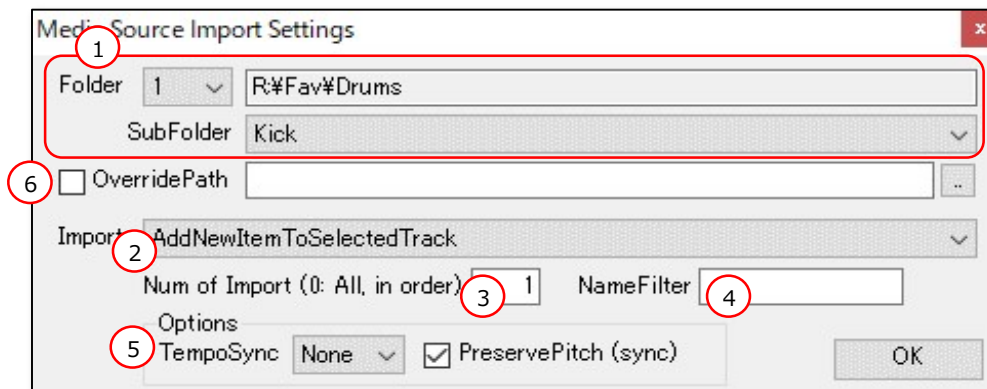 Media Source Import Settings x
1
Folder 1 R:¥Fav¥Drums
SubFolder Kick
6 OverridePath ..
Import 2 AddNewItemToSelectedTrack
Num of Import (0: All, in order) 3 1 NameFilter 4
Options
5 TempoSync None PreservePitch (sync) OK